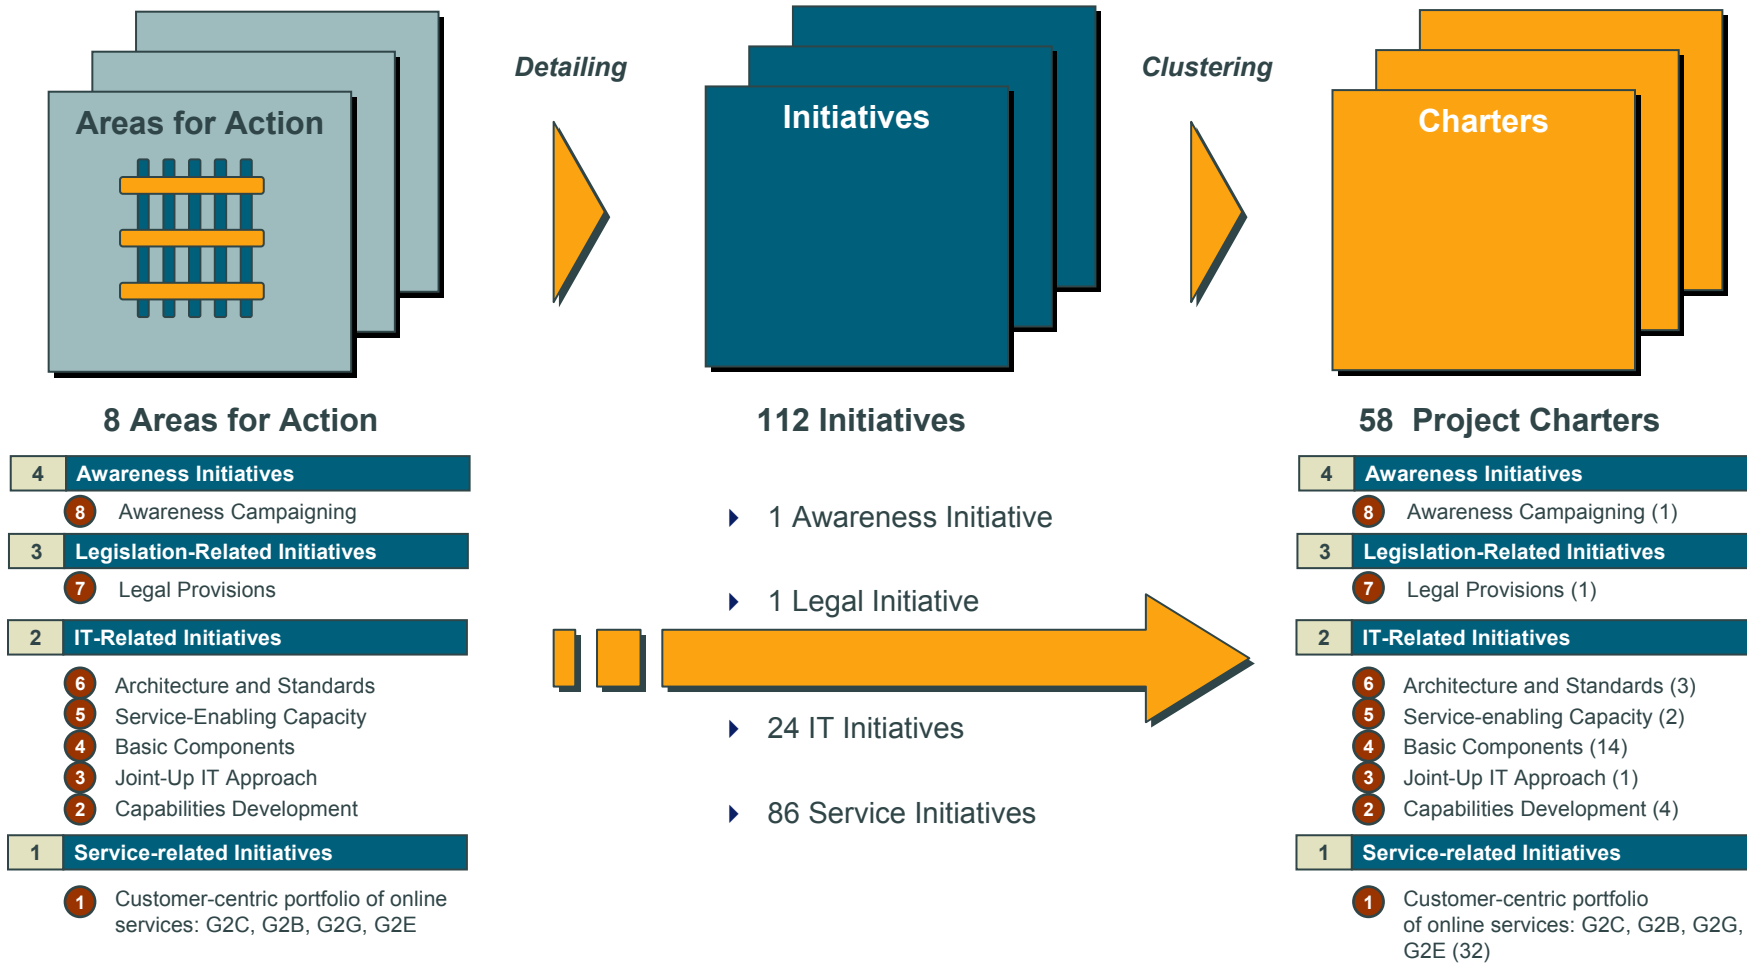 Detailing
Clustering
Areas for Action
Initiatives
Charters
8 Areas for Action
4 Awareness Initiatives
8 Awareness Campaigning
3 Legislation-Related Initiatives
7 Legal Provisions
2 IT-Related Initiatives
6 Architecture and Standards
5 Service-Enabling Capacity
4 Basic Components
3 Joint-Up IT Approach
2 Capabilities Development
1 Service-related Initiatives
1 Customer-centric portfolio of online
services: G2C, G2B, G2G, G2E
112 Initiatives
1 Awareness Initiative
1 Legal Initiative
24 IT Initiatives
86 Service Initiatives
58 Project Charters
4 Awareness Initiatives
8 Awareness Campaigning (1)
3 Legislation-Related Initiatives
7 Legal Provisions (1)
2 IT-Related Initiatives
6 Architecture and Standards (3)
5 Service-enabling Capacity (2)
4 Basic Components (14)
3 Joint-Up IT Approach (1)
2 Capabilities Development (4)
1 Service-related Initiatives
1 Customer-centric portfolio
of online services: G2C, G2B, G2G,
G2E (32)